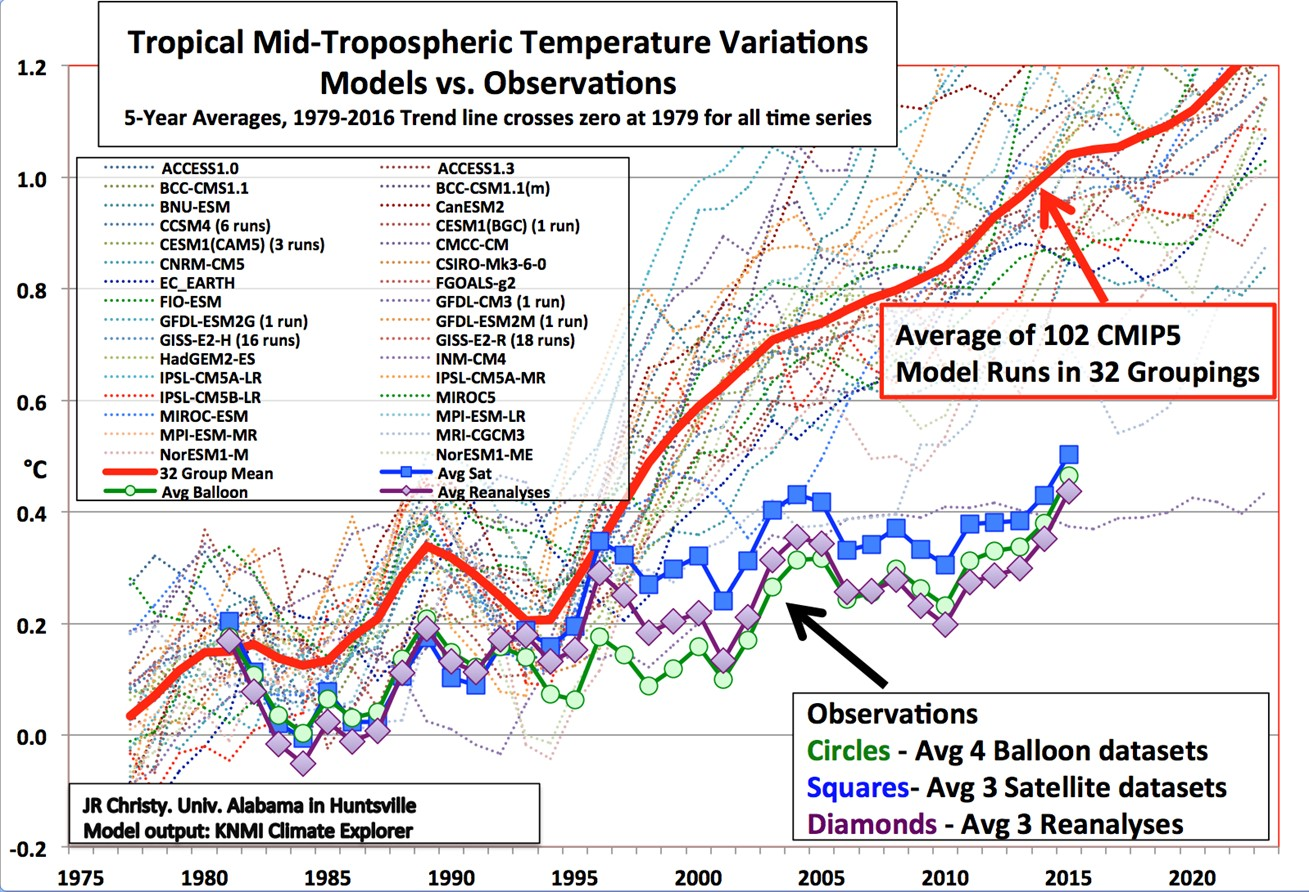 Tropical Mid-Tropospheric Temperature Variations
Models vs. Observations
5-Year Averages, 1979-2016 Trend line crosses zero at 1979 for all time series
1.2
1.0
0.8
0.6
°C
0.4
0.2
0.0
-0.2
ACCESS1.0 ACCESS1.3
BCC-CMS1.1 BCC-CSM1.1(m)
BNU-ESM CanESM2
CCSM4 (6 runs) CESM1(BGC) (1 run)
CESM1(CAM5) (3 runs) CMCC-CM
CNRM-CM5 CSIRO-Mk3-6-0
EC_EARTH FGOALS-g2
FIO-ESM GFDL-CM3 (1 run)
GFDL-ESM2G (1 run) GFDL-ESM2M (1 run)
GISS-E2-H (16 runs) GISS-E2-R (18 runs)
HadGEM2-ES INM-CM4
IPSL-CM5A-LR IPSL-CM5A-MR
IPSL-CM5B-LR MIROC5
MIROC-ESM MPI-ESM-LR
MPI-ESM-MR MRI-CGCM3
NorESM1-M NorESM1-ME
32 Group Mean Avg Sat
Avg Balloon Avg Reanalyses
Average of 102 CMIP5
Model Runs in 32 Groupings
Observations
Circles - Avg 4 Balloon datasets
Squares- Avg 3 Satellite datasets
Diamonds - Avg 3 Reanalyses
JR Christy. Univ. Alabama in Huntsville
Model output: KNMI Climate Explorer
1975 1980 1985 1990 1995 2000 2005 2010 2015 2020